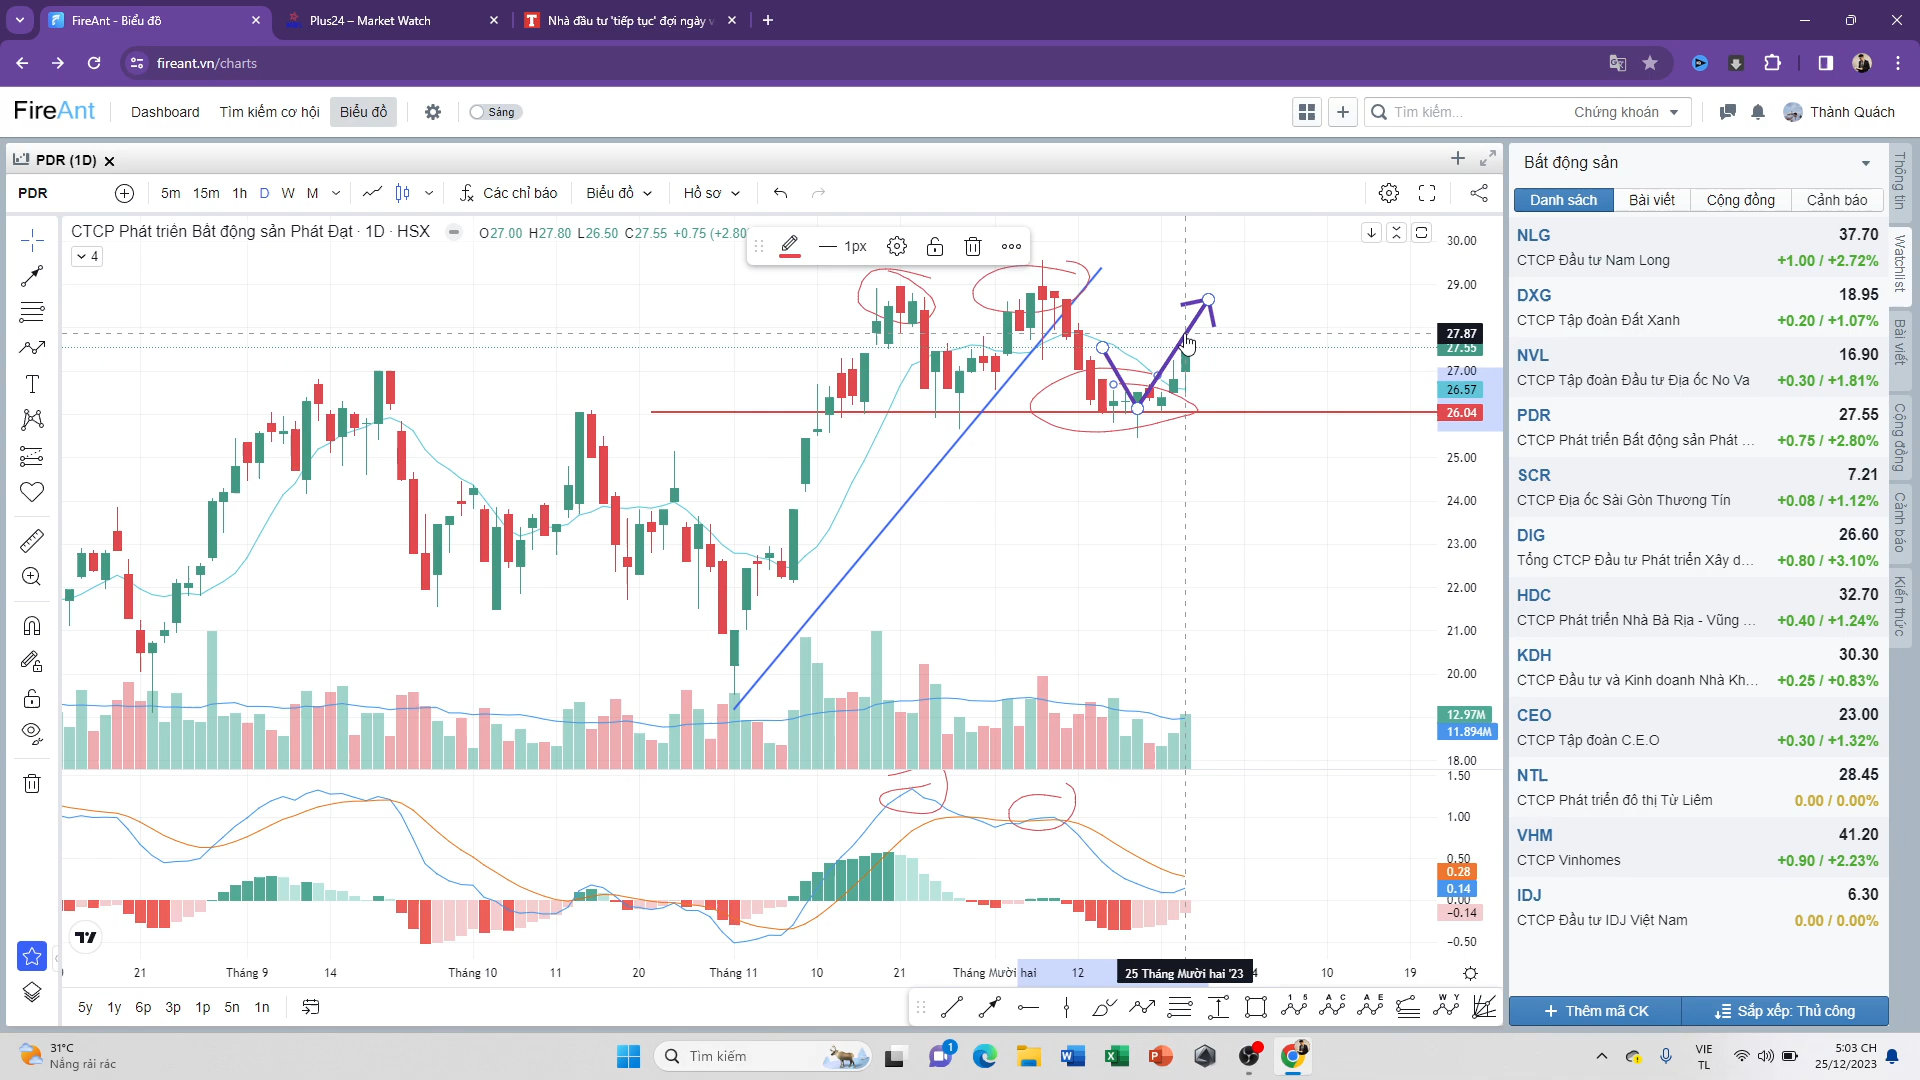 FireAnt - Biểu đồ
Plus24 – Market Watch
Nhà đầu tư 'tiếp tục' đợi ngày v
fireant.vn/charts
FireAnt
Dashboard
Tìm kiếm cơ hội
Biểu đồ
Sáng
Tìm kiếm...
Chứng khoán
Thành Quách
PDR (1D)
PDR
5m
15m
1h
D
W
M
Các chỉ báo
Biểu đồ
Hồ sơ
CTCP Phát triển Bất động sản Phát Đạt · 1D · HSX
O27.00 H27.80 L26.50 C27.55 +0.75 (+2.80
4
1px
30.00
29.00
27.87
27.55
27.00
26.57
26.04
25.00
24.00
23.00
22.00
21.00
20.00
12.97M
11.894M
18.00
1.50
1.00
0.50
0.28
0.14
0.00
−0.14
−0.50
21
Tháng 9
14
Tháng 10
11
20
Tháng 11
10
21
Tháng Mười hai
12
25 Tháng Mười hai '23
4
10
19
5y
1y
6p
3p
1p
5n
1n
Bất động sản
Danh sách
Bài viết
Cộng đồng
Cảnh báo
NLG 37.70
CTCP Đầu tư Nam Long +1.00 / +2.72%
DXG 18.95
CTCP Tập đoàn Đất Xanh +0.20 / +1.07%
NVL 16.90
CTCP Tập đoàn Đầu tư Địa ốc No Va +0.30 / +1.81%
PDR 27.55
CTCP Phát triển Bất động sản Phát ... +0.75 / +2.80%
SCR 7.21
CTCP Địa ốc Sài Gòn Thương Tín +0.08 / +1.12%
DIG 26.60
Tổng CTCP Đầu tư Phát triển Xây d... +0.80 / +3.10%
HDC 32.70
CTCP Phát triển Nhà Bà Rịa - Vũng ... +0.40 / +1.24%
KDH 30.30
CTCP Đầu tư và Kinh doanh Nhà Kh... +0.25 / +0.83%
CEO 23.00
CTCP Tập đoàn C.E.O +0.30 / +1.32%
NTL 28.45
CTCP Phát triển đô thị Từ Liêm 0.00 / 0.00%
VHM 41.20
CTCP Vinhomes +0.90 / +2.23%
IDJ 6.30
CTCP Đầu tư IDJ Việt Nam 0.00 / 0.00%
Thêm mã CK
Sắp xếp: Thủ công
Thông tin
Watchlist
Bài viết
Cộng đồng
Cảnh báo
Kiến thức
31°C
Nắng rải rác
Tìm kiếm
1
VIE
TL
5:03 CH
25/12/2023